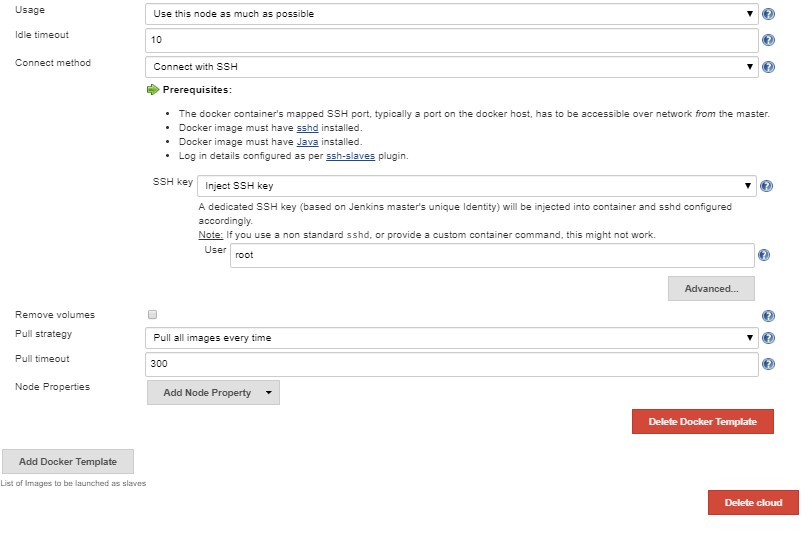 Usage
Use this node as much as possible
Idle timeout
10
Connect method
Connect with SSH
Prerequisites:
The docker container's mapped SSH port, typically a port on the docker host, has to be accessible over network from the master.
Docker image must have sshd installed.
Docker image must have Java installed.
Log in details configured as per ssh-slaves plugin.
SSH key
Inject SSH key
A dedicated SSH key (based on Jenkins master's unique Identity) will be injected into container and sshd configured
accordingly.
Note: If you use a non standard sshd, or provide a custom container command, this might not work.
User
root
Advanced...
Remove volumes
Pull strategy
Pull all images every time
Pull timeout
300
Node Properties
Add Node Property
Delete Docker Template
Add Docker Template
List of Images to be launched as slaves
Delete cloud